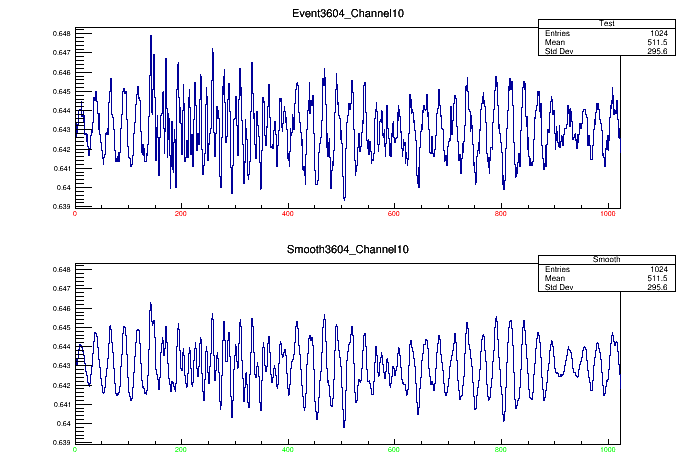 Event3604_Channel10
Test
Entries 1024
Mean 511.5
Std Dev 295.6
0.648
0.647
0.646
0.645
0.644
0.643
0.642
0.641
0.64
0.639
0 200 400 600 800 1000
Smooth3604_Channel10
Smooth
Entries 1024
Mean 511.5
Std Dev 295.6
0.648
0.647
0.646
0.645
0.644
0.643
0.642
0.641
0.64
0.639
0 200 400 600 800 1000